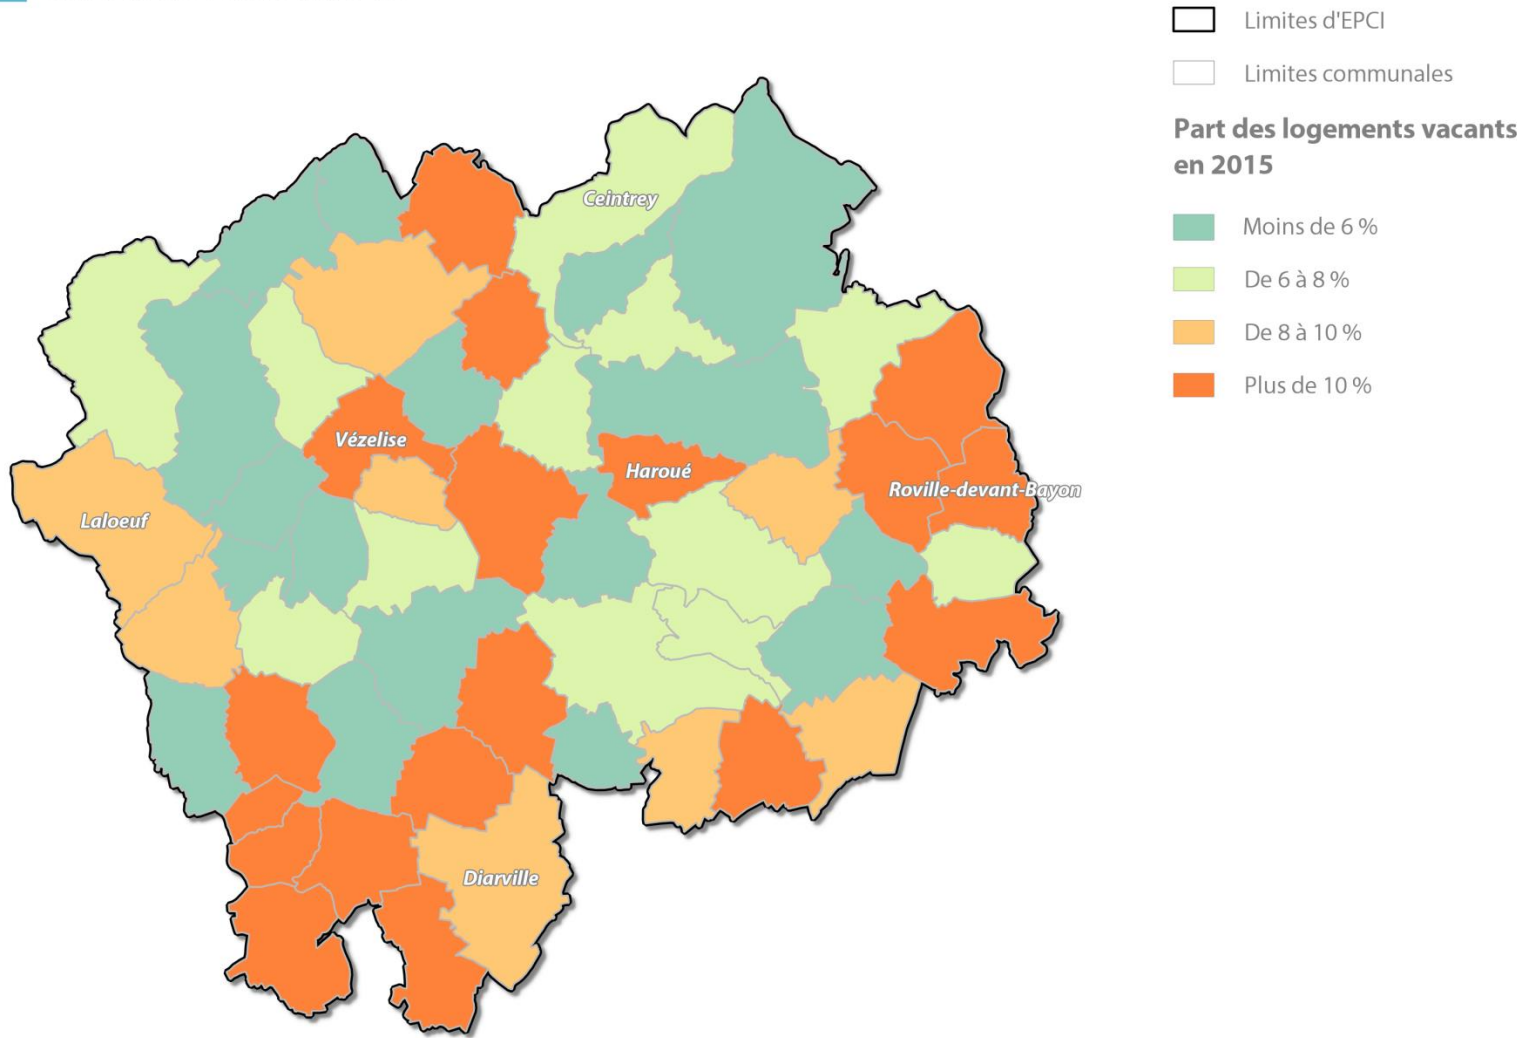 Limites d'EPCI
Limites communales
Part des logements vacants
en 2015
Moins de 6 %
De 6 à 8 %
De 8 à 10 %
Plus de 10 %
Ceintrey
Vézelise
Haroué
Roville-devant-Bayon
Laloeuf
Diarville